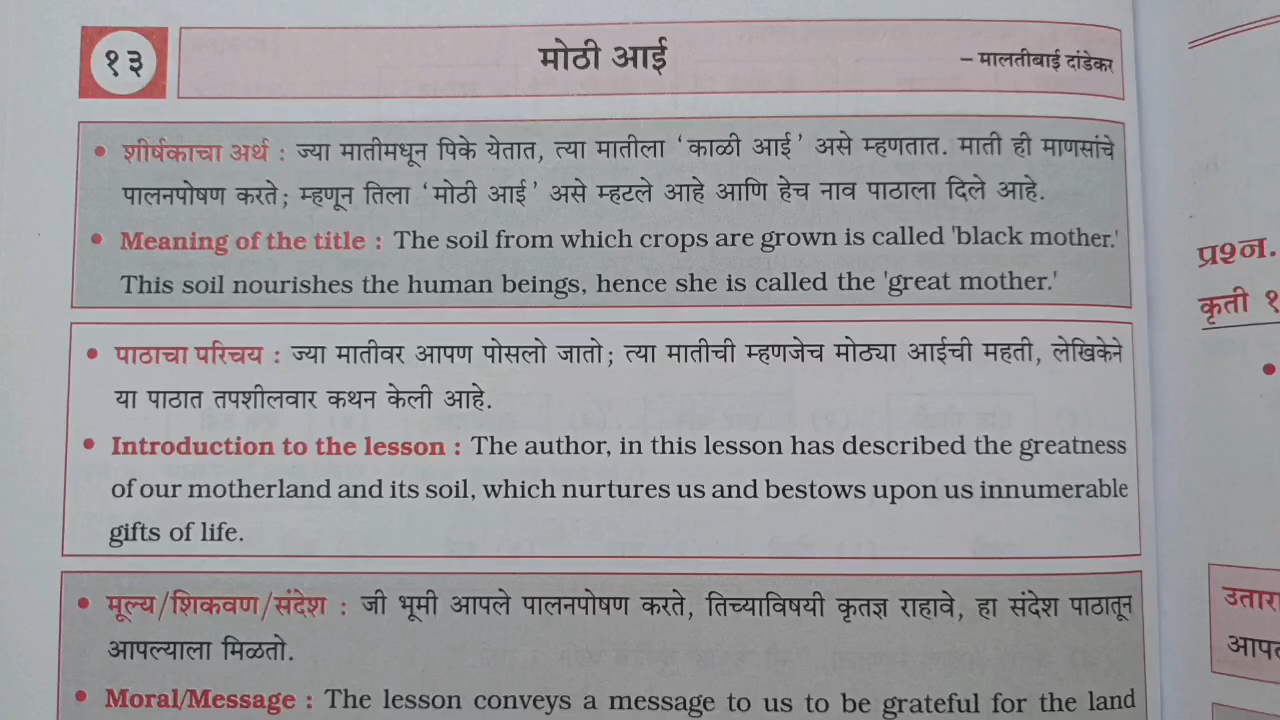 १३
मोठी आई
– मालतीबाई दांडेकर
• शीर्षकाचा अर्थ : ज्या मातीमधून पिके येतात, त्या मातीला ‘काळी आई’ असे म्हणतात. माती ही माणसांचे
पालनपोषण करते; म्हणून तिला ‘मोठी आई’ असे म्हटले आहे आणि हेच नाव पाठाला दिले आहे.
• Meaning of the title : The soil from which crops are grown is called 'black mother.'
This soil nourishes the human beings, hence she is called the 'great mother.'
• पाठाचा परिचय : ज्या मातीवर आपण पोसलो जातो; त्या मातीची म्हणजेच मोठ्या आईची महती, लेखिकेने
या पाठात तपशीलवार कथन केली आहे.
• Introduction to the lesson : The author, in this lesson has described the greatness
of our motherland and its soil, which nurtures us and bestows upon us innumerable
gifts of life.
• मूल्य/शिकवण/संदेश : जी भूमी आपले पालनपोषण करते, तिच्याविषयी कृतज्ञ राहावे, हा संदेश पाठातून
आपल्याला मिळतो.
• Moral/Message : The lesson conveys a message to us to be grateful for the land
प्रश्न.
कृती १